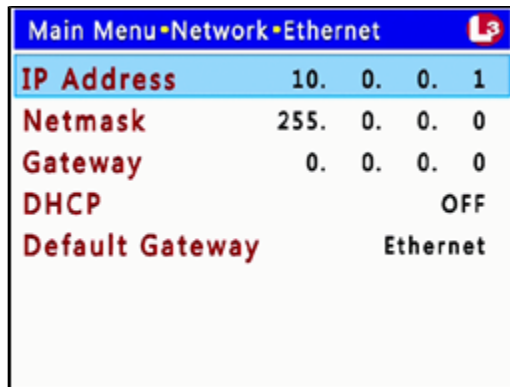 Main Menu•Network•Ethernet L3
IP Address 10. 0. 0. 1
Netmask 255. 0. 0. 0
Gateway 0. 0. 0. 0
DHCP OFF
Default Gateway Ethernet